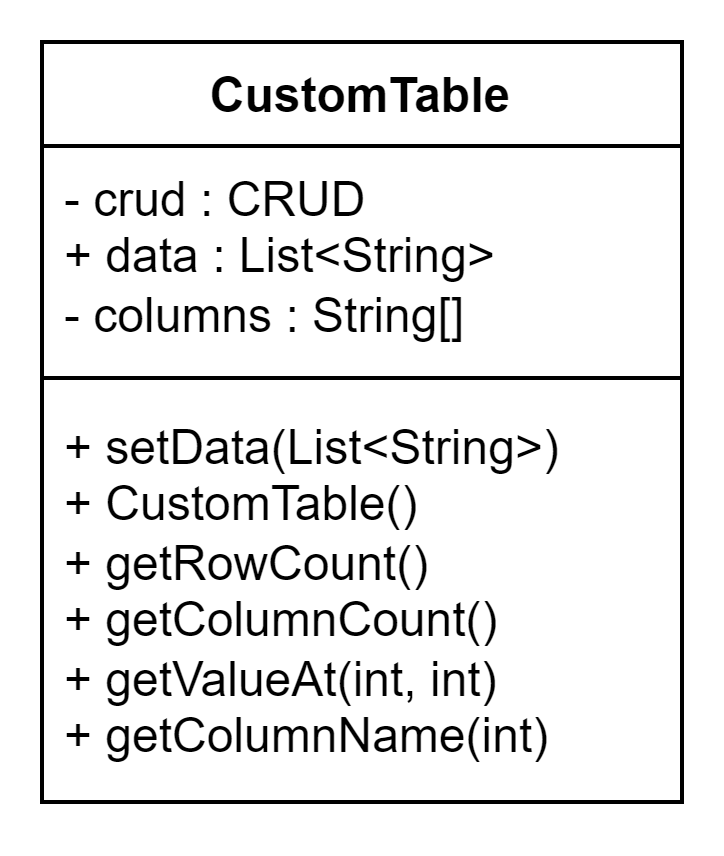 CustomTable
- crud : CRUD
+ data : List<String>
- columns : String[]
+ setData(List<String>)
+ CustomTable()
+ getRowCount()
+ getColumnCount()
+ getValueAt(int, int)
+ getColumnName(int)